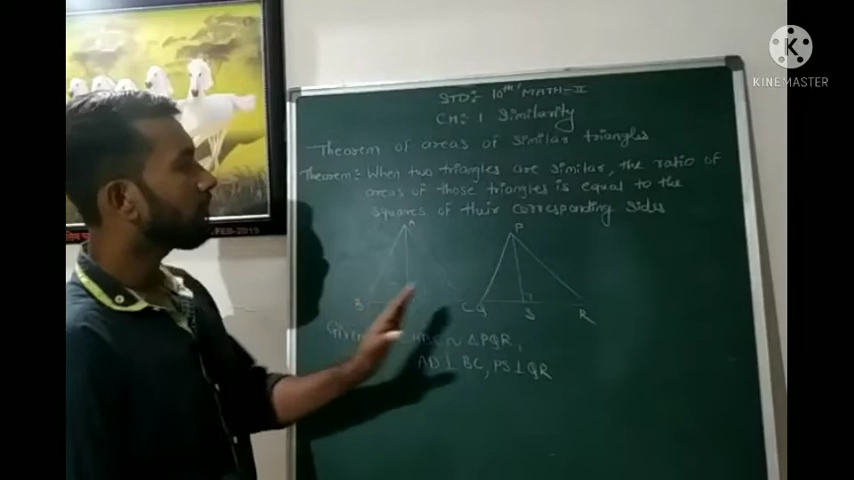 K
KINEMASTER
STD:- 10th MATH-II
CH: 1 Similarity
Theorem of areas of similar triangles
Theorem:- When two triangles are similar, the ratio of
areas of those triangles is equal to the
squares of their corresponding sides
A P
B C Q S R
Given ~ △PQR,
AD ⊥ BC, PS ⊥ QR
FEB-2019